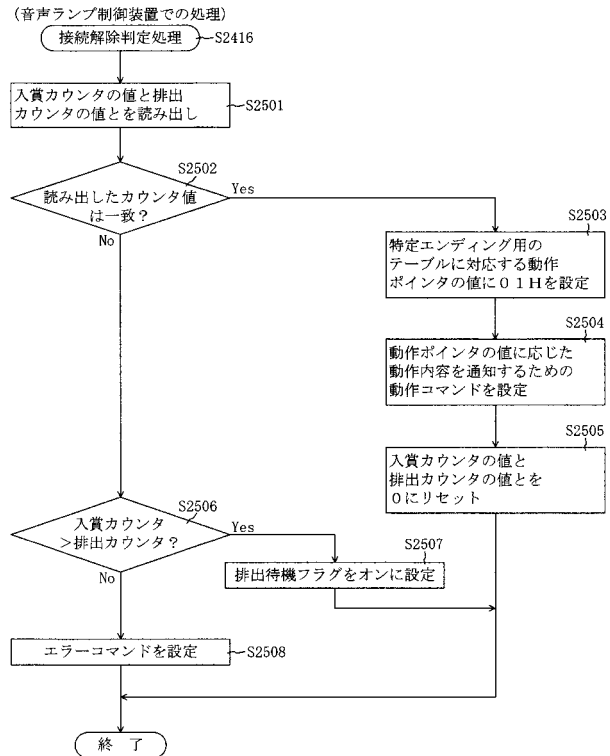 (音声ランプ制御装置での処理)
接続解除判定処理
S2416
入賞カウンタの値と排出
カウンタの値とを読み出し
S2501
S2502
読み出したカウンタ値
は一致?
Yes
No
S2503
特定エンディング用の
テーブルに対応する動作
ポインタの値に01Hを設定
S2504
動作ポインタの値に応じた
動作内容を通知するための
動作コマンドを設定
S2505
入賞カウンタの値と
排出カウンタの値とを
0にリセット
S2506
入賞カウンタ
>排出カウンタ?
Yes
No
S2507
排出待機フラグをオンに設定
エラーコマンドを設定
S2508
終 了